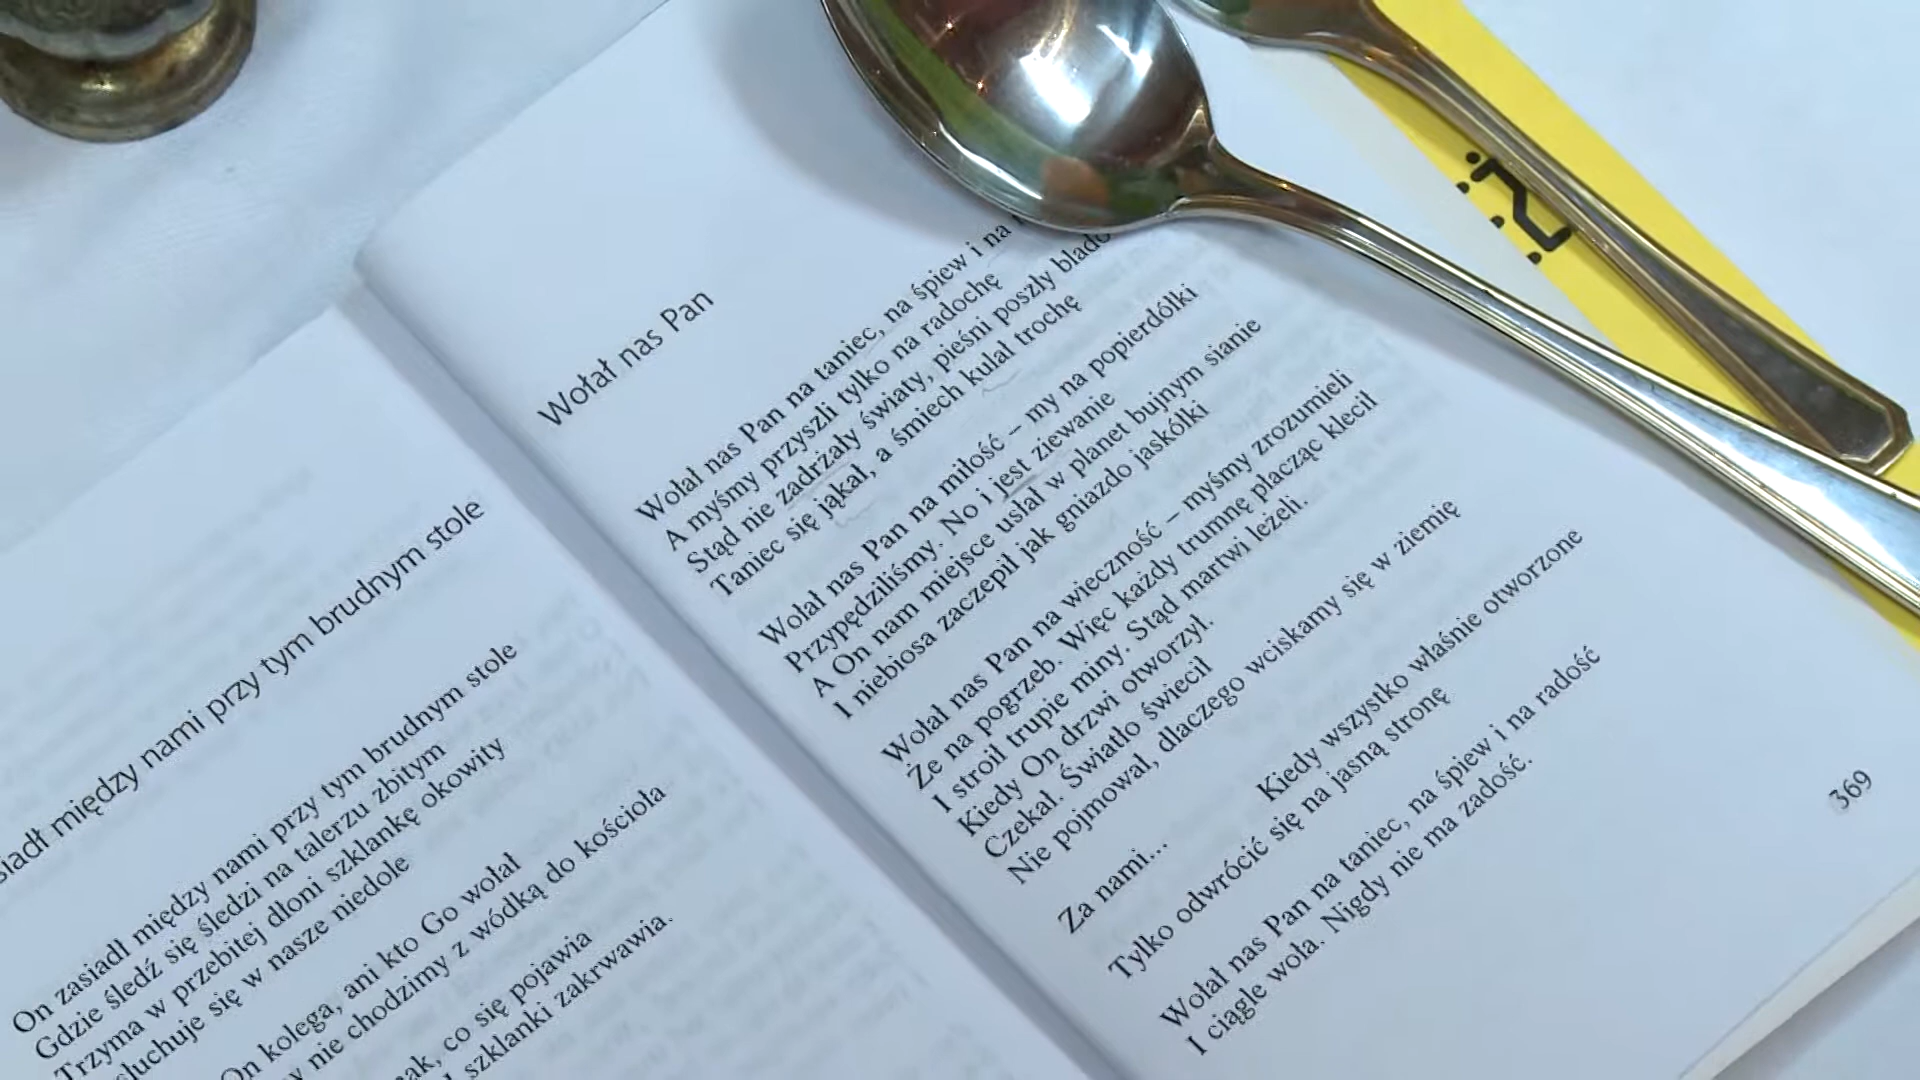 siadł między nami przy tym brudnym stole
On zasiadł między nami przy tym brudnym stole
Gdzie śledź się śledzi na talerzu zbitym
Trzyma w przebitej dłoni szklankę okowity
słuchuje się w nasze niedole
On kolega, ani kto Go wołał
y nie chodzimy z wódką do kościoła
nak, co się pojawia
szklanki zakrwawia.
Wołał nas Pan
Wołał nas Pan na taniec, na śpiew i na
A myśmy przyszli tylko na radochę
Stąd nie zadrżały światy, pieśni poszły blado
Taniec się jąkał, a śmiech kulał trochę
Wołał nas Pan na miłość – my na popierdółki
Przypędziliśmy. No i jest ziewanie
A On nam miejsce usłał w planet bujnym sianie
I niebiosa zaczepił jak gniazdo jaskółki
Wołał nas Pan na wieczność – myśmy zrozumieli
Że na pogrzeb. Więc każdy trumnę płacząc klecił
I stroił trupie miny. Stąd martwi leżeli.
Kiedy On drzwi otworzył.
Czekał. Światło świecił
Nie pojmował, dlaczego wciskamy się w ziemię
Za nami...
Kiedy wszystko właśnie otworzone
Tylko odwrócić się na jasną stronę
Wołał nas Pan na taniec, na śpiew i na radość
I ciągle woła. Nigdy nie ma zadość.
369